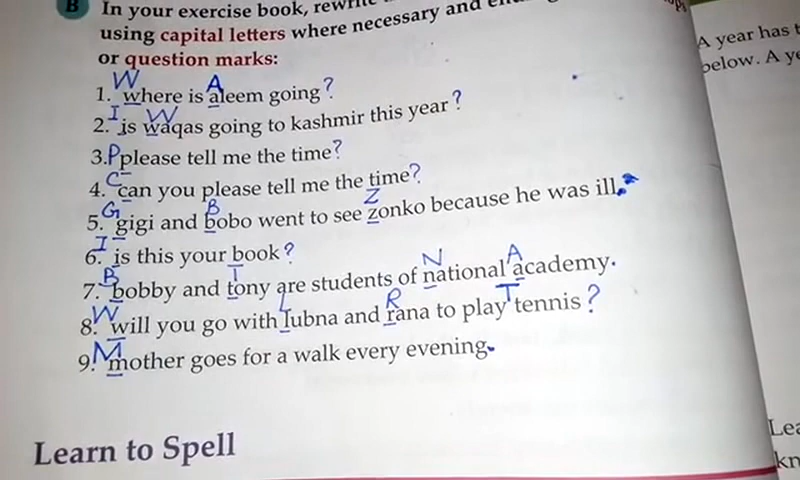 B In your exercise book,
using capital letters where necessary and
or question marks:
1. W where is A aleem going ?
2. I is W waqas going to kashmir this year ?
3. P please tell me the time ?
4. C can you please tell me the time ?
5. G gigi and B bobo went to see Z zonko because he was ill.
6. I is this your book ?
7. B bobby and T tony are students of N national A academy.
8. W will you go with L lubna and R rana to play T tennis ?
9. M mother goes for a walk every evening.
Learn to Spell
A year has
below. A